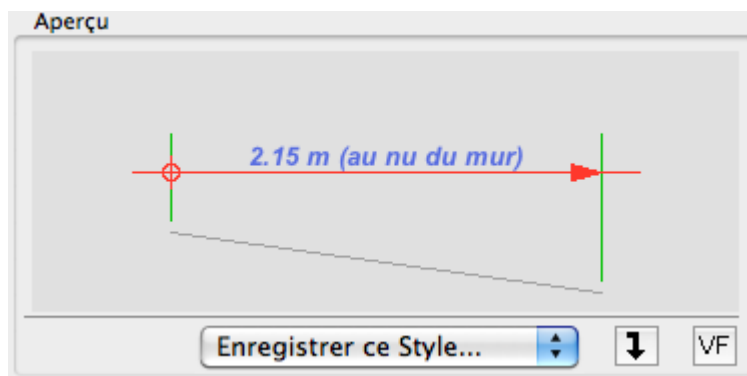 Aperçu
2.15 m (au nu du mur)
Enregistrer ce Style...
VF